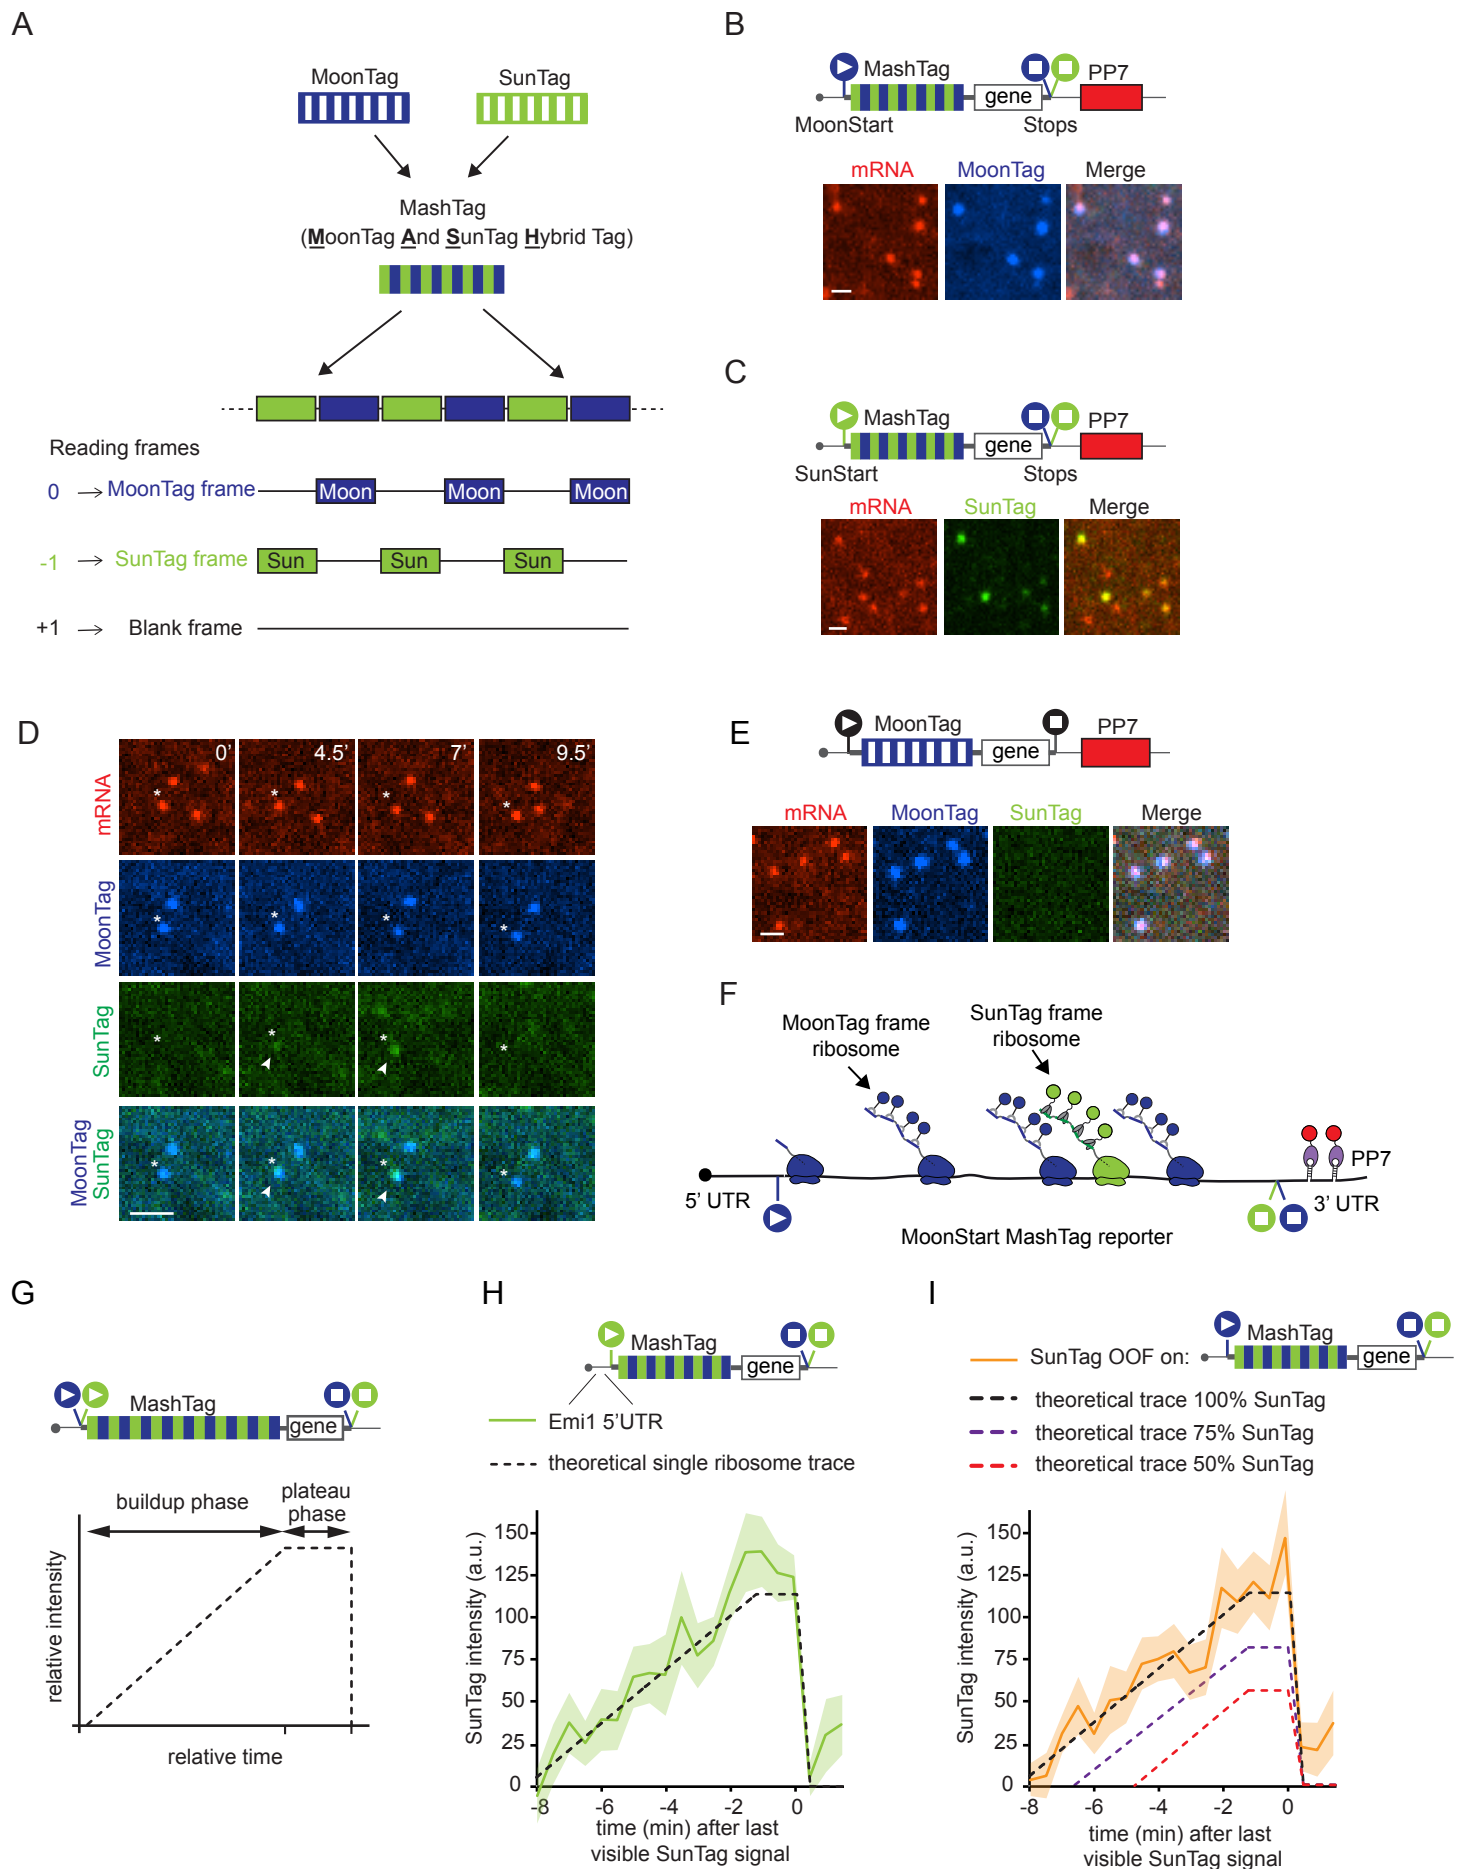 A
MoonTag
SunTag
MashTag
(MoonTag And SunTag Hybrid Tag)
Reading frames
0 MoonTag frame
Moon Moon Moon
-1 SunTag frame
Sun Sun Sun
+1 Blank frame
B
MashTag
gene
PP7
MoonStart
Stops
mRNA
MoonTag
Merge
C
MashTag
gene
PP7
SunStart
Stops
mRNA
SunTag
Merge
D
0’ 4.5’ 7’ 9.5’
mRNA
* * * *
MoonTag
* * * *
SunTag
* * * *
MoonTag
SunTag
* * * *
E
MoonTag
gene
PP7
mRNA
MoonTag
SunTag
Merge
F
MoonTag frame
ribosome
SunTag frame
ribosome
PP7
5’ UTR
3’ UTR
MoonStart MashTag reporter
G
MashTag
gene
buildup phase
plateau
phase
relative intensity
relative time
H
MashTag
gene
Emi1 5’UTR
theoretical single ribosome trace
SunTag intensity (a.u.)
150
125
100
75
50
25
0
-8 -6 -4 -2 0
time (min) after last
visible SunTag signal
I
SunTag OOF on:
MashTag
gene
theoretical trace 100% SunTag
theoretical trace 75% SunTag
theoretical trace 50% SunTag
SunTag intensity (a.u.)
150
125
100
75
50
25
0
-8 -6 -4 -2 0
time (min) after last
visible SunTag signal